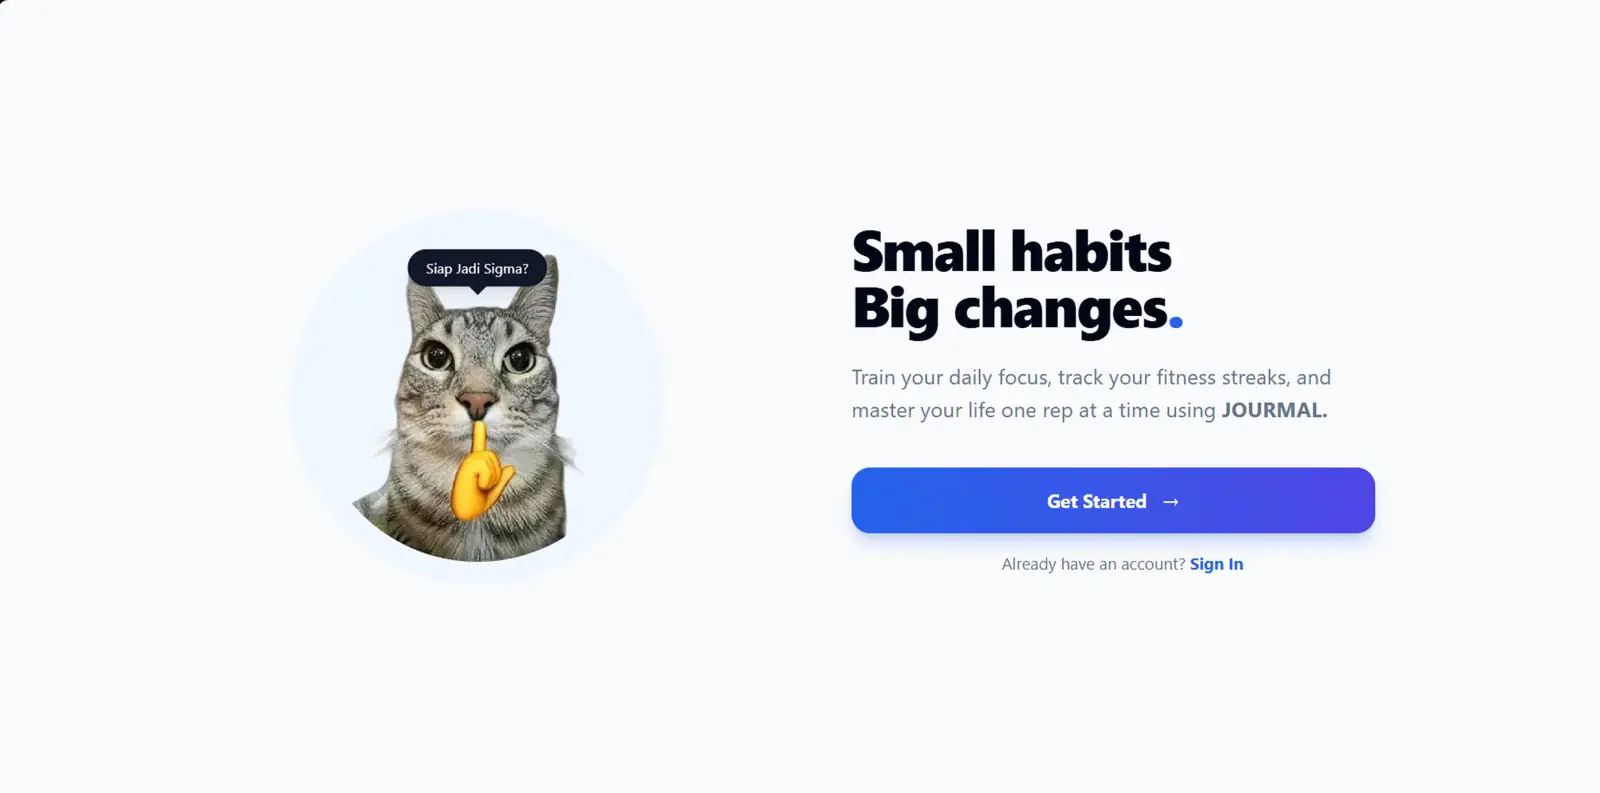 Siap Jadi Sigma?
Small habits
Big changes.
Train your daily focus, track your fitness streaks, and
master your life one rep at a time using JOURMAL.
Get Started →
Already have an account? Sign In